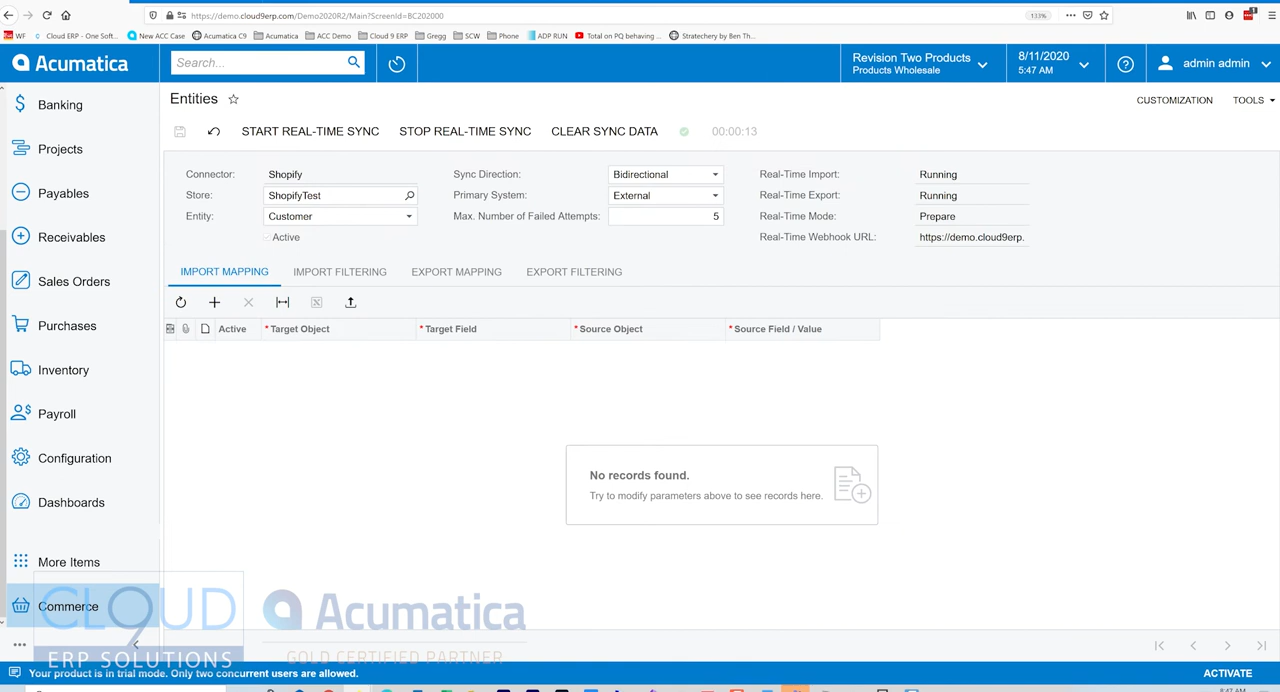 https://demo.cloud9erp.com/Demo2020R2/Main?ScreenId=BC202000
133%
WF
Cloud ERP - One Soft...
New ACC Case
Acumatica C9
Acumatica
ACC Demo
Cloud 9 ERP
Gregg
SCW
Phone
ADP RUN
Total on PQ behaving ...
Stratechery by Ben Th...
Acumatica
Search...
Revision Two Products
Products Wholesale
8/11/2020
5:47 AM
admin admin
Banking
Projects
Payables
Receivables
Sales Orders
Purchases
Inventory
Payroll
Configuration
Dashboards
More Items
Commerce
Entities
CUSTOMIZATION
TOOLS
START REAL-TIME SYNC
STOP REAL-TIME SYNC
CLEAR SYNC DATA
00:00:13
Connector: Shopify
Store: ShopifyTest
Entity: Customer
Active
Sync Direction: Bidirectional
Primary System: External
Max. Number of Failed Attempts: 5
Real-Time Import: Running
Real-Time Export: Running
Real-Time Mode: Prepare
Real-Time Webhook URL: https://demo.cloud9erp.
IMPORT MAPPING
IMPORT FILTERING
EXPORT MAPPING
EXPORT FILTERING
Active
* Target Object
* Target Field
* Source Object
* Source Field / Value
No records found.
Try to modify parameters above to see records here.
CLOUD
9
ERP SOLUTIONS
Acumatica
GOLD CERTIFIED PARTNER
Your product is in trial mode. Only two concurrent users are allowed.
ACTIVATE